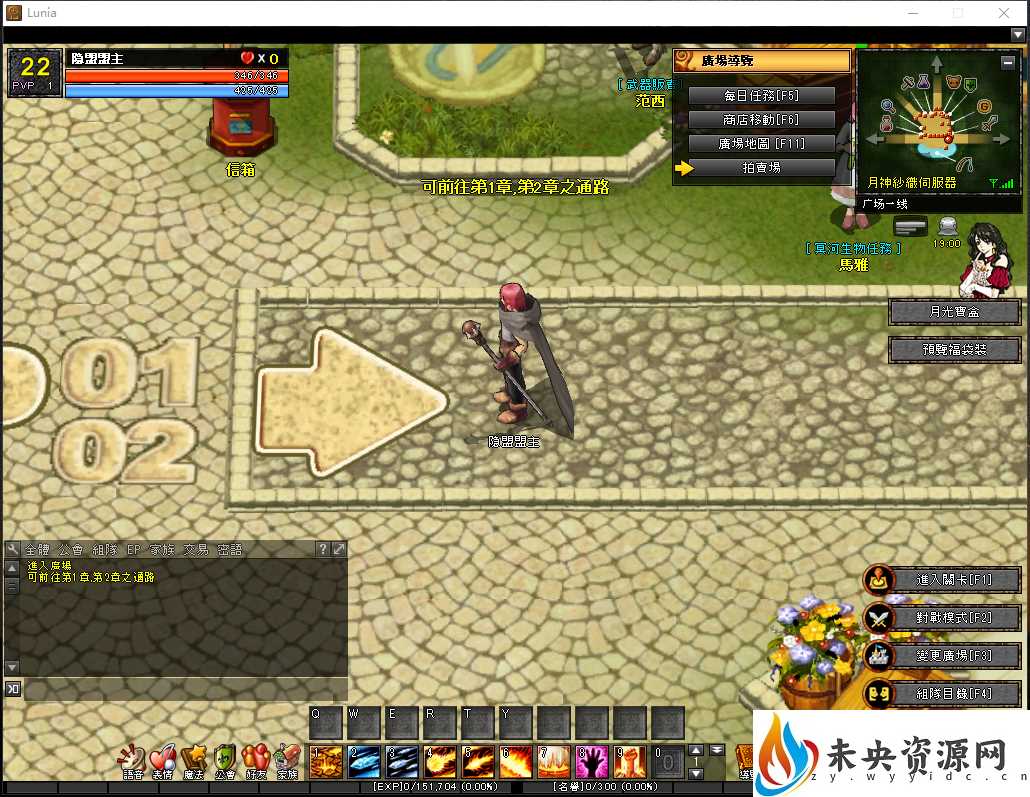 Lunia
22
PVP 1
隐盟盟主
X 0
346/346
435/435
信箱
[ 武器販賣
范西
可前往第1章,第2章之通路
廣場導覽
每日任務[F5]
商店移動[F6]
廣場地圖 [F11]
拍賣場
月神紗織伺服器
广场一线
19:00
[ 冥河生物任務 ]
馬雅
月光寶盒
預覽福袋裝
01
02
隐盟盟主
全體 公會 組隊 EP 家族 交易 密語
?
進入廣場
可前往第1章,第2章之通路
進入關卡[F1]
對戰模式[F2]
變更廣場[F3]
組隊目錄[F4]
Q W E R T Y
語音 表情 魔法 公會 好友 家族
1 2 3 4 5 6 7 8 9 0
0
1
[EXP]0/151,704 (0.00%)
[名譽]0/300 (0.00%)
未央资源网
zy.wyyidc.cn